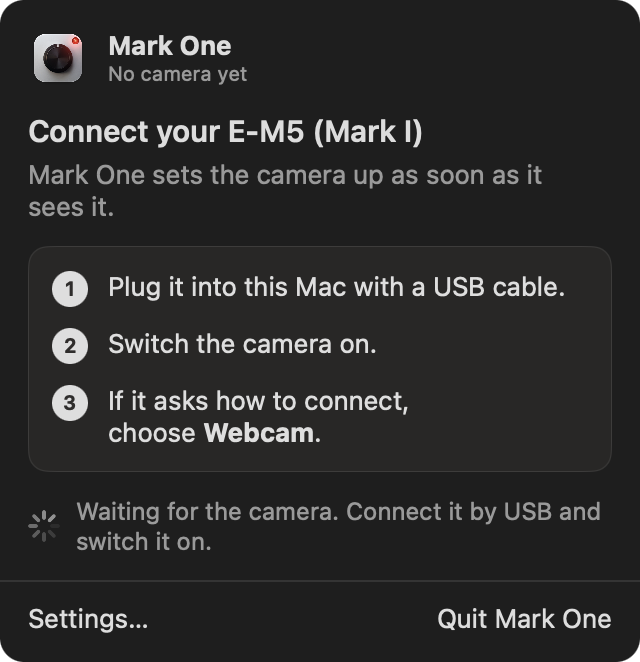 Mark One
No camera yet
Connect your E-M5 (Mark I)
Mark One sets the camera up as soon as it
sees it.
1 Plug it into this Mac with a USB cable.
2 Switch the camera on.
3 If it asks how to connect,
choose Webcam.
Waiting for the camera. Connect it by USB and
switch it on.
Settings... Quit Mark One